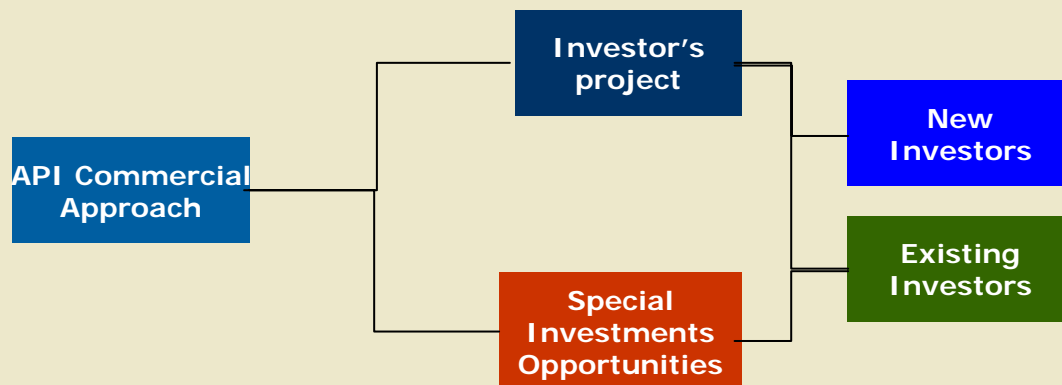 Investor's
project
New
Investors
API Commercial
Approach
Existing
Investors
Special
Investments
Opportunities